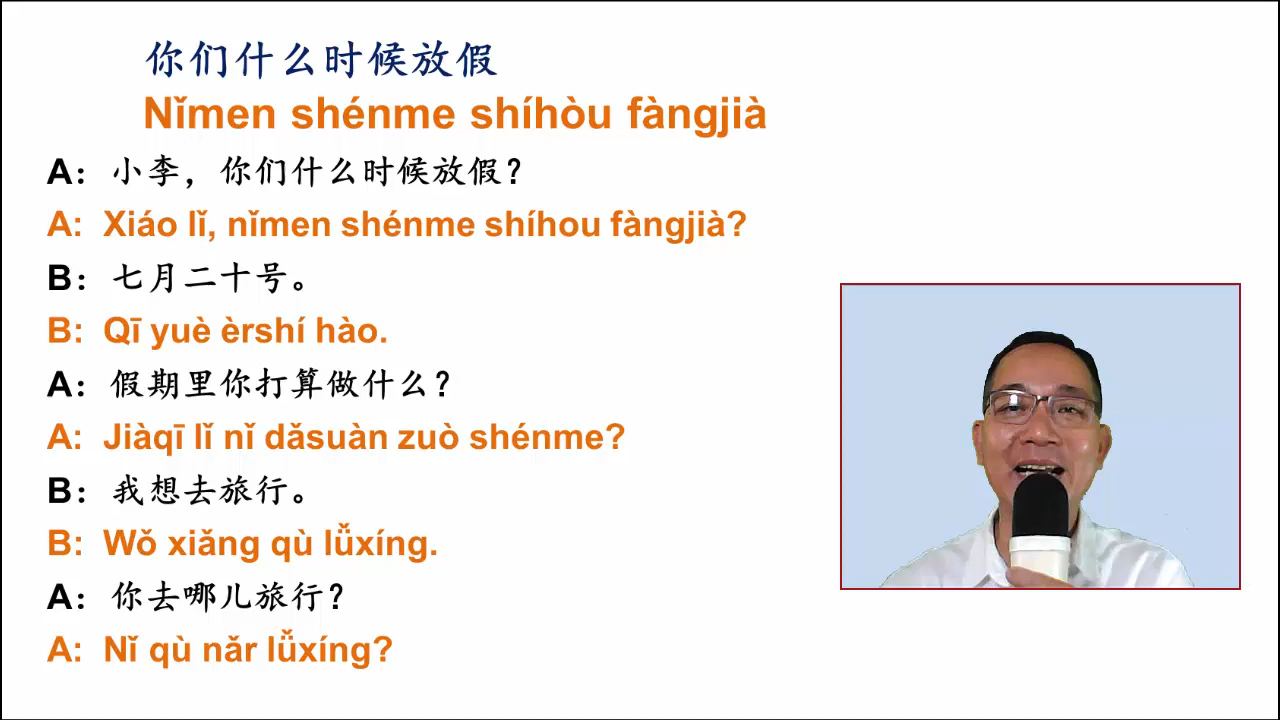 你们什么时候放假
Nǐmen shénme shíhòu fàngjià
A：小李，你们什么时候放假？
A: Xiáo lǐ, nǐmen shénme shíhou fàngjià?
B：七月二十号。
B: Qī yuè èrshí hào.
A：假期里你打算做什么？
A: Jiàqī lǐ nǐ dǎsuàn zuò shénme?
B：我想去旅行。
B: Wǒ xiǎng qù lǚxíng.
A：你去哪儿旅行？
A: Nǐ qù nǎr lǚxíng?